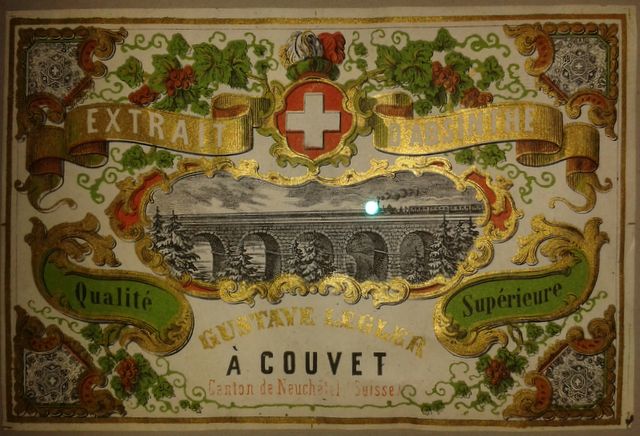 EXTRAIT D'ABSINTHE
Qualité Supérieure
GUSTAVE LEGLER
À COUVET
Canton de Neuchâtel (Suisse)